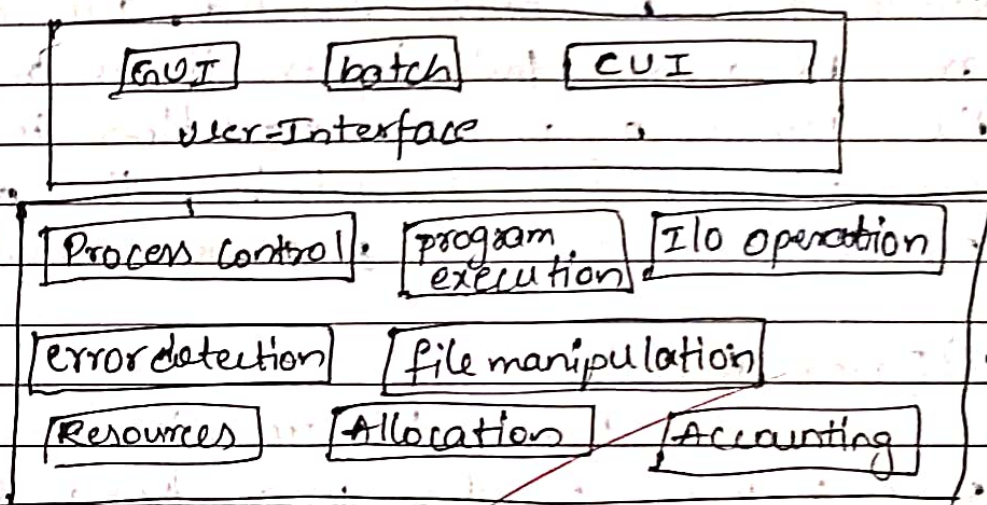 GUI batch CUI
User-Interface
Process control. program execution I/o operation
error detection file manipulation
Resources Allocation Accounting